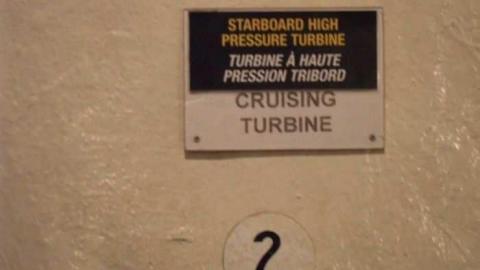 STARBOARD HIGH
PRESSURE TURBINE
TURBINE À HAUTE
PRESSION TRIBORD
CRUISING
TURBINE
2